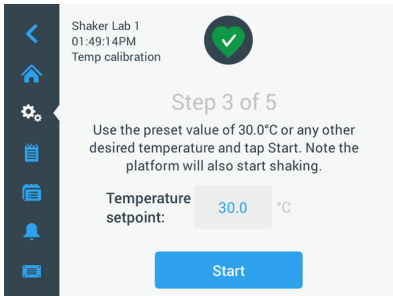 Shaker Lab 1
01:49:14PM
Temp calibration
Step 3 of 5
Use the preset value of 30.0°C or any other
desired temperature and tap Start. Note the
platform will also start shaking.
Temperature
setpoint:
30.0 °C
Start